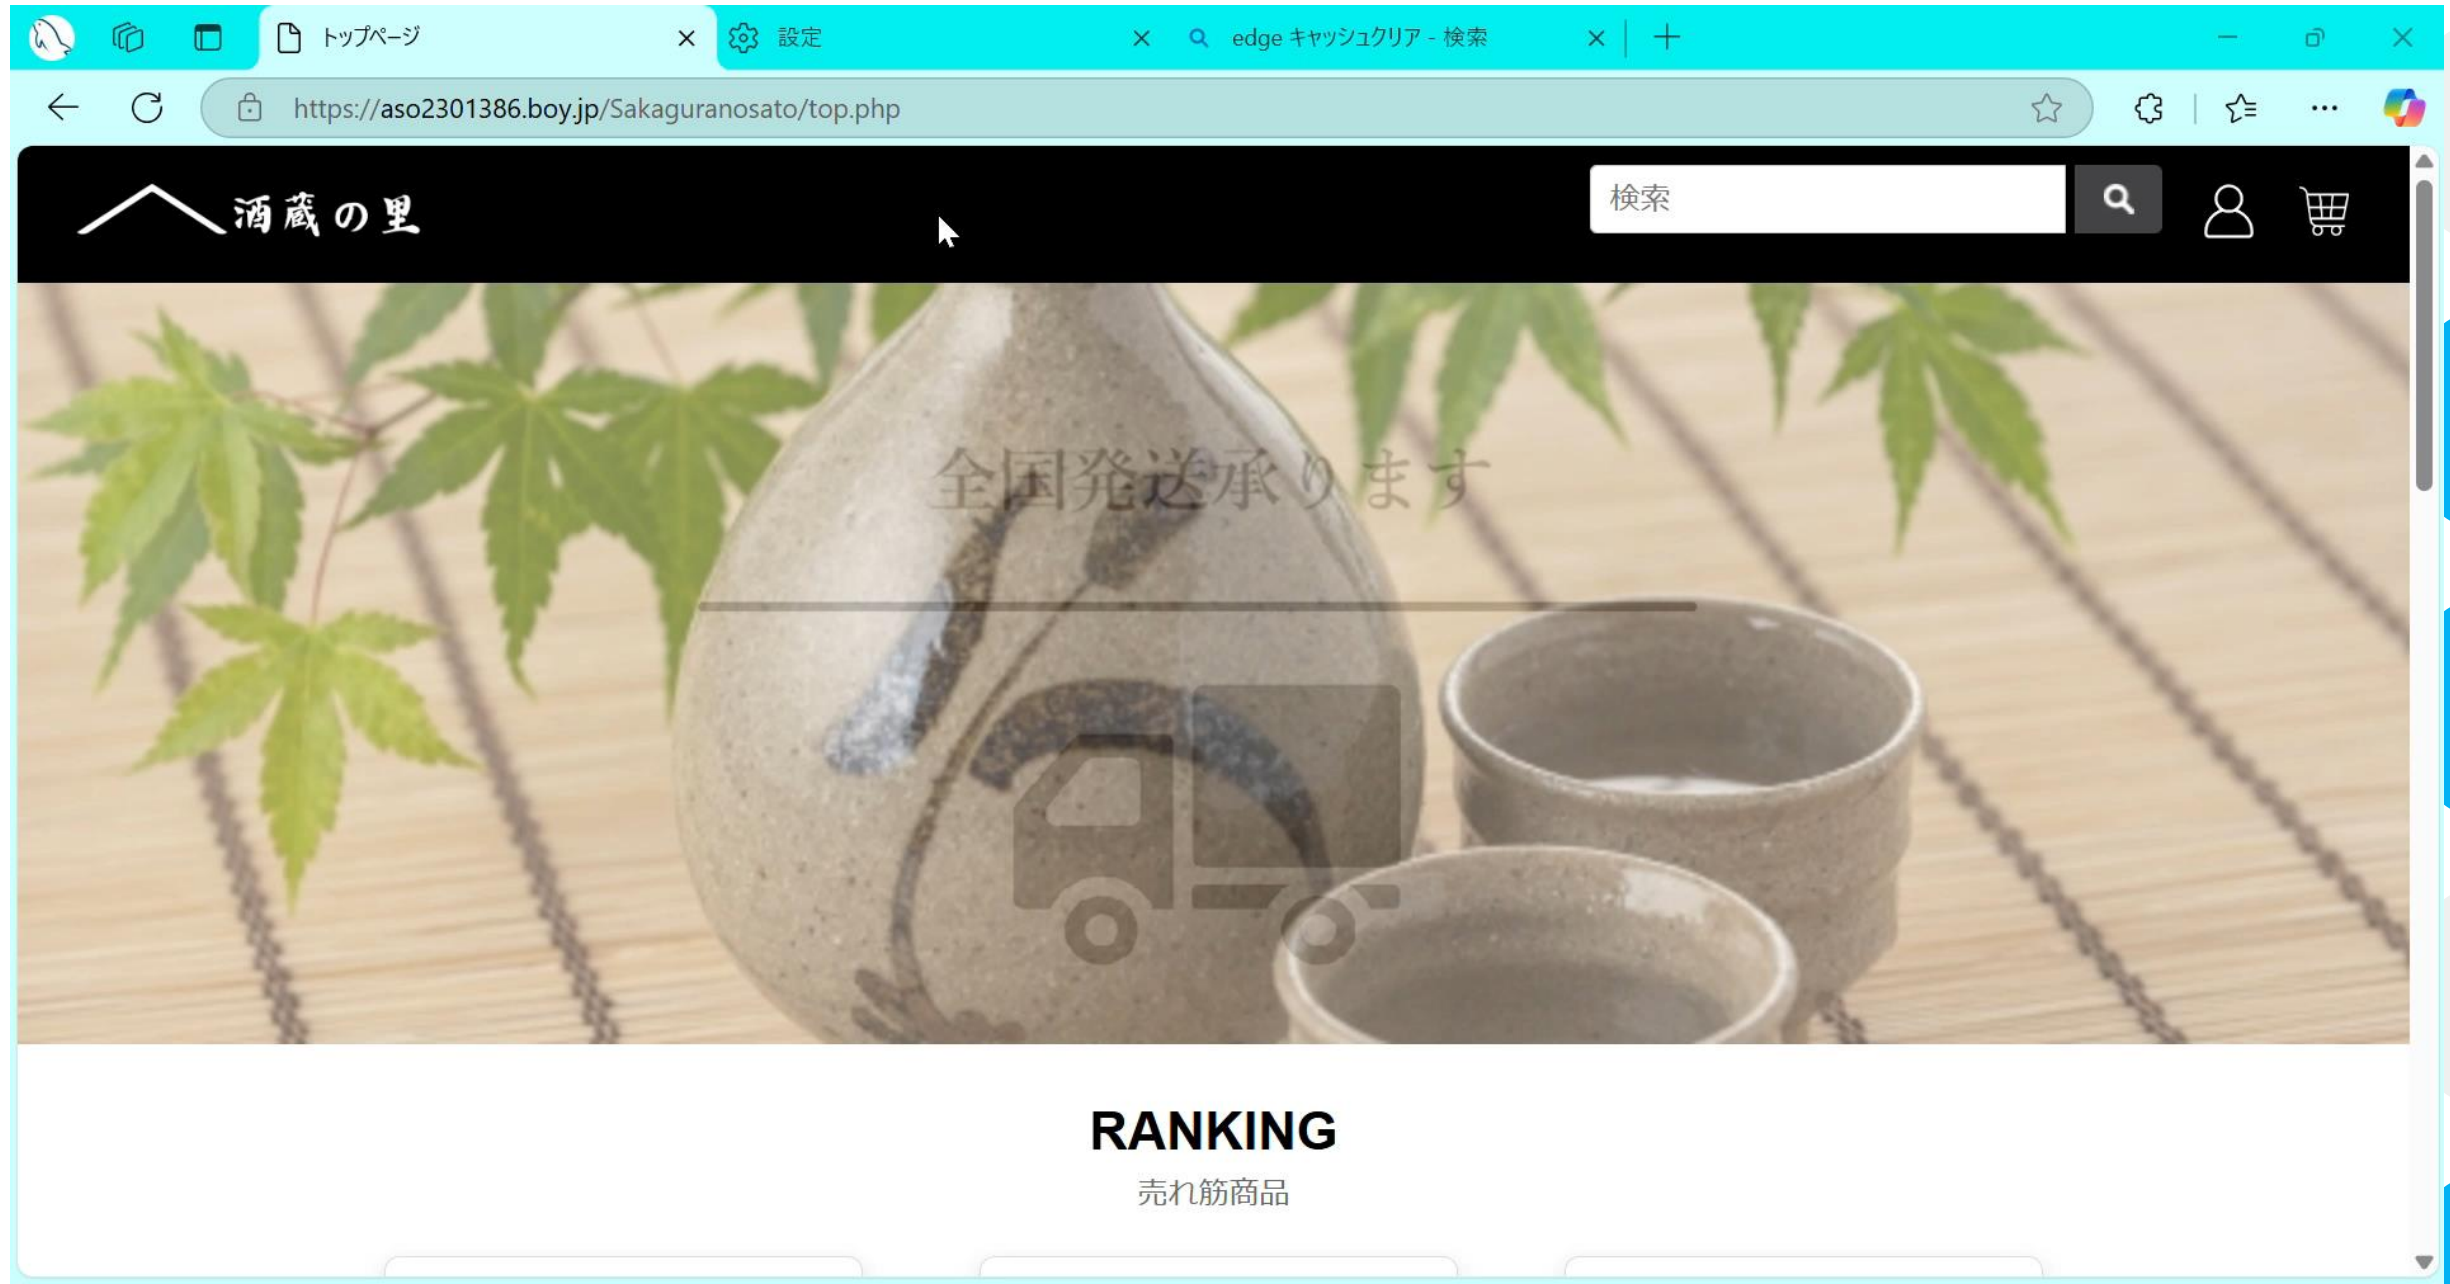 トップページ
設定
edge キャッシュクリア - 検索
https://aso2301386.boy.jp/Sakaguranosato/top.php
酒蔵の里
検索
全国発送承ります
RANKING
売れ筋商品